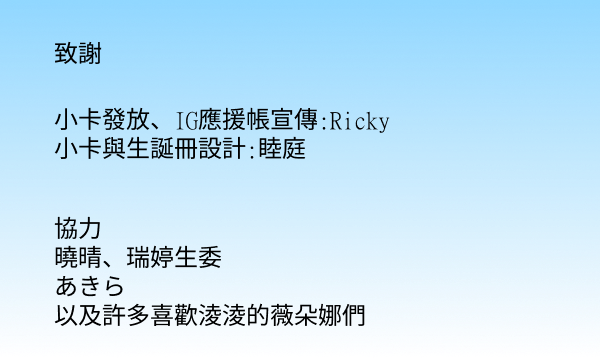 致謝
小卡發放、IG應援帳宣傳:Ricky
小卡與生誕冊設計:睦庭
協力
曉晴、瑞婷生委
あきら
以及許多喜歡淩淩的薇朵娜們